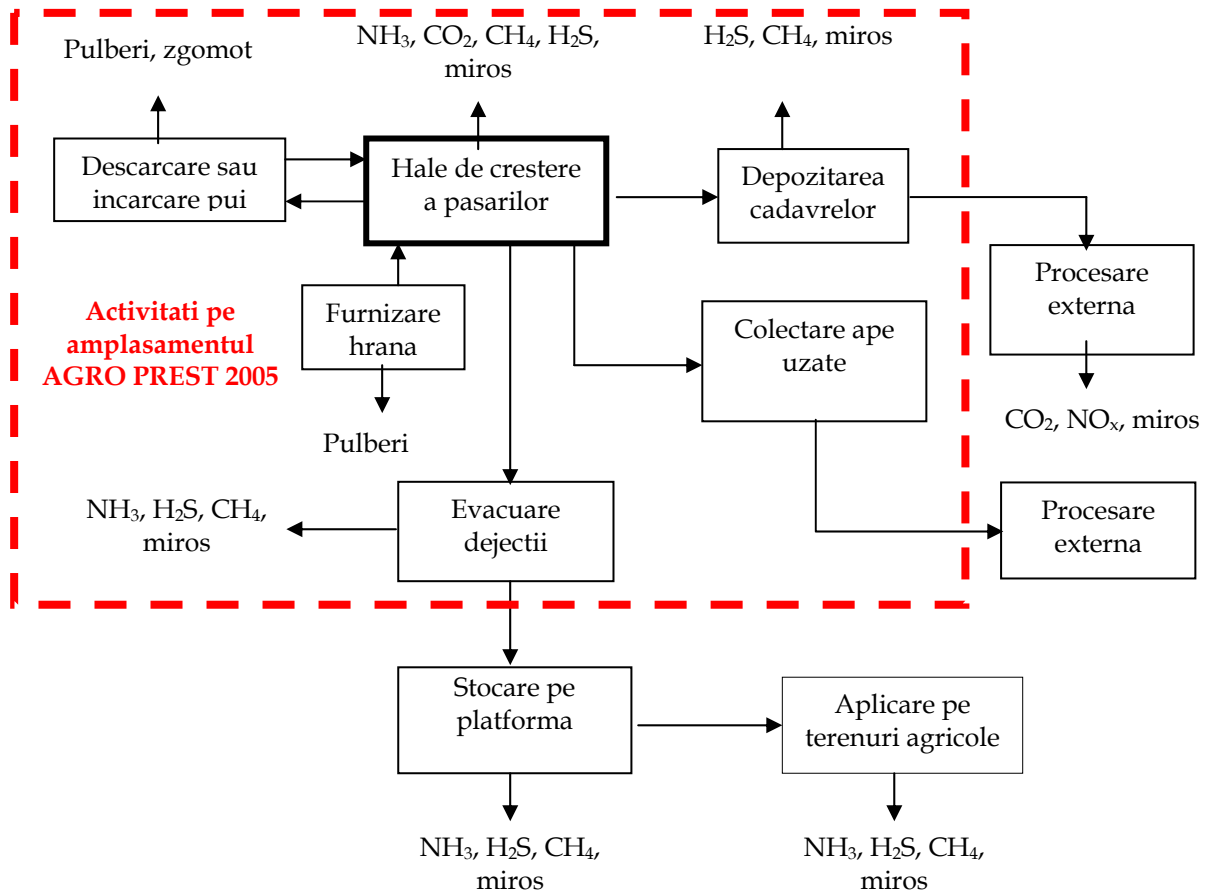 Pulberi, zgomot
NH₃, CO₂, CH₄, H₂S,
miros
H₂S, CH₄, miros
Descarcare sau
incarcare pui
Hale de crestere
a pasarilor
Depozitarea
cadavrelor
Procesare
externa
Activitati pe
amplasamentul
AGRO PREST 2005
Furnizare
hrana
Colectare ape
uzate
CO₂, NOₓ, miros
Pulberi
NH₃, H₂S, CH₄,
miros
Evacuare
dejectii
Procesare
externa
Stocare pe
platforma
Aplicare pe
terenuri agricole
NH₃, H₂S, CH₄,
miros
NH₃, H₂S, CH₄,
miros